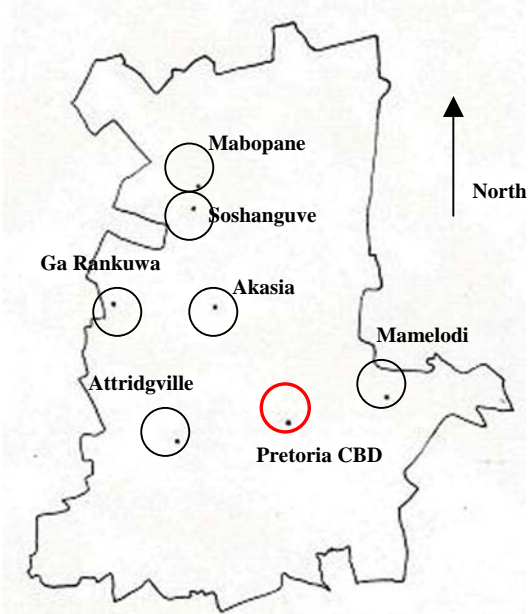 Mabopane
North
Soshanguve
Ga Rankuwa
Akasia
Mamelodi
Attridgville
Pretoria CBD